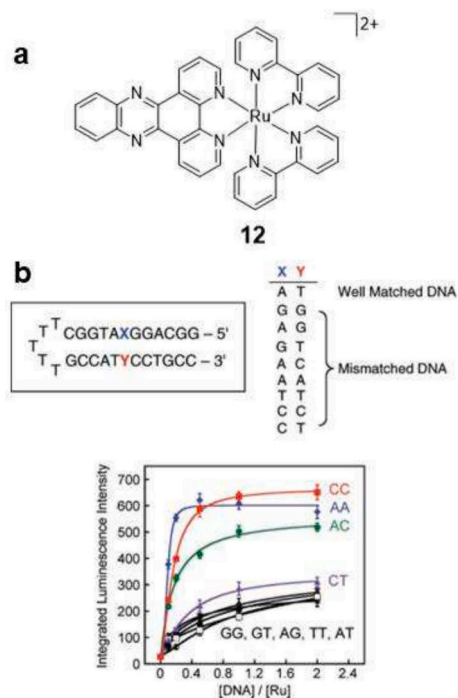 a
2+
N
N
N
N
N
N
N
N
Ru
12
b
X Y
A T Well Matched DNA
G G
A G
G T
A C
A A
T T
C C
C T
Mismatched DNA
T T CGGTAXGGACGG – 5'
T
T T GCCATYCCTGCC – 3'
Integrated Luminescence Intensity
700
600
500
400
300
200
100
0
CC
AA
AC
CT
GG, GT, AG, TT, AT
0 0.4 0.8 1.2 1.6 2.0 2.4
[DNA] / [Ru]